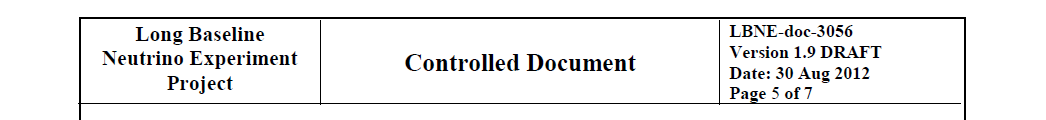 Long Baseline
Neutrino Experiment
Project
Controlled Document
LBNE-doc-3056
Version 1.9 DRAFT
Date: 30 Aug 2012
Page 5 of 7